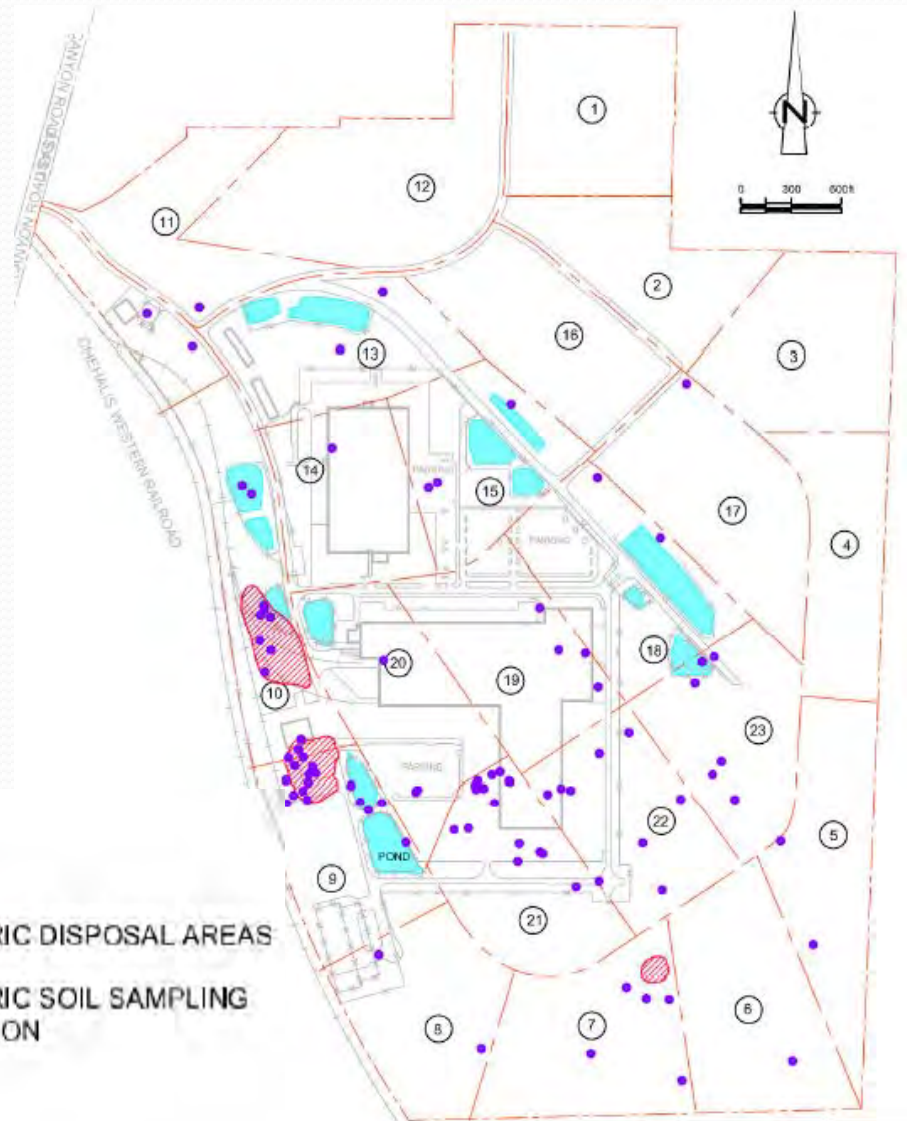 N
0 300 600ft
1
12
11
2
16
3
13
14
PARKING
15
17
4
PARKING
CHEHALIS WESTERN RAILROAD
18
20
19
10
23
PARKING
22
5
POND
9
21
RIC DISPOSAL AREAS
RIC SOIL SAMPLING
ON
6
7
8